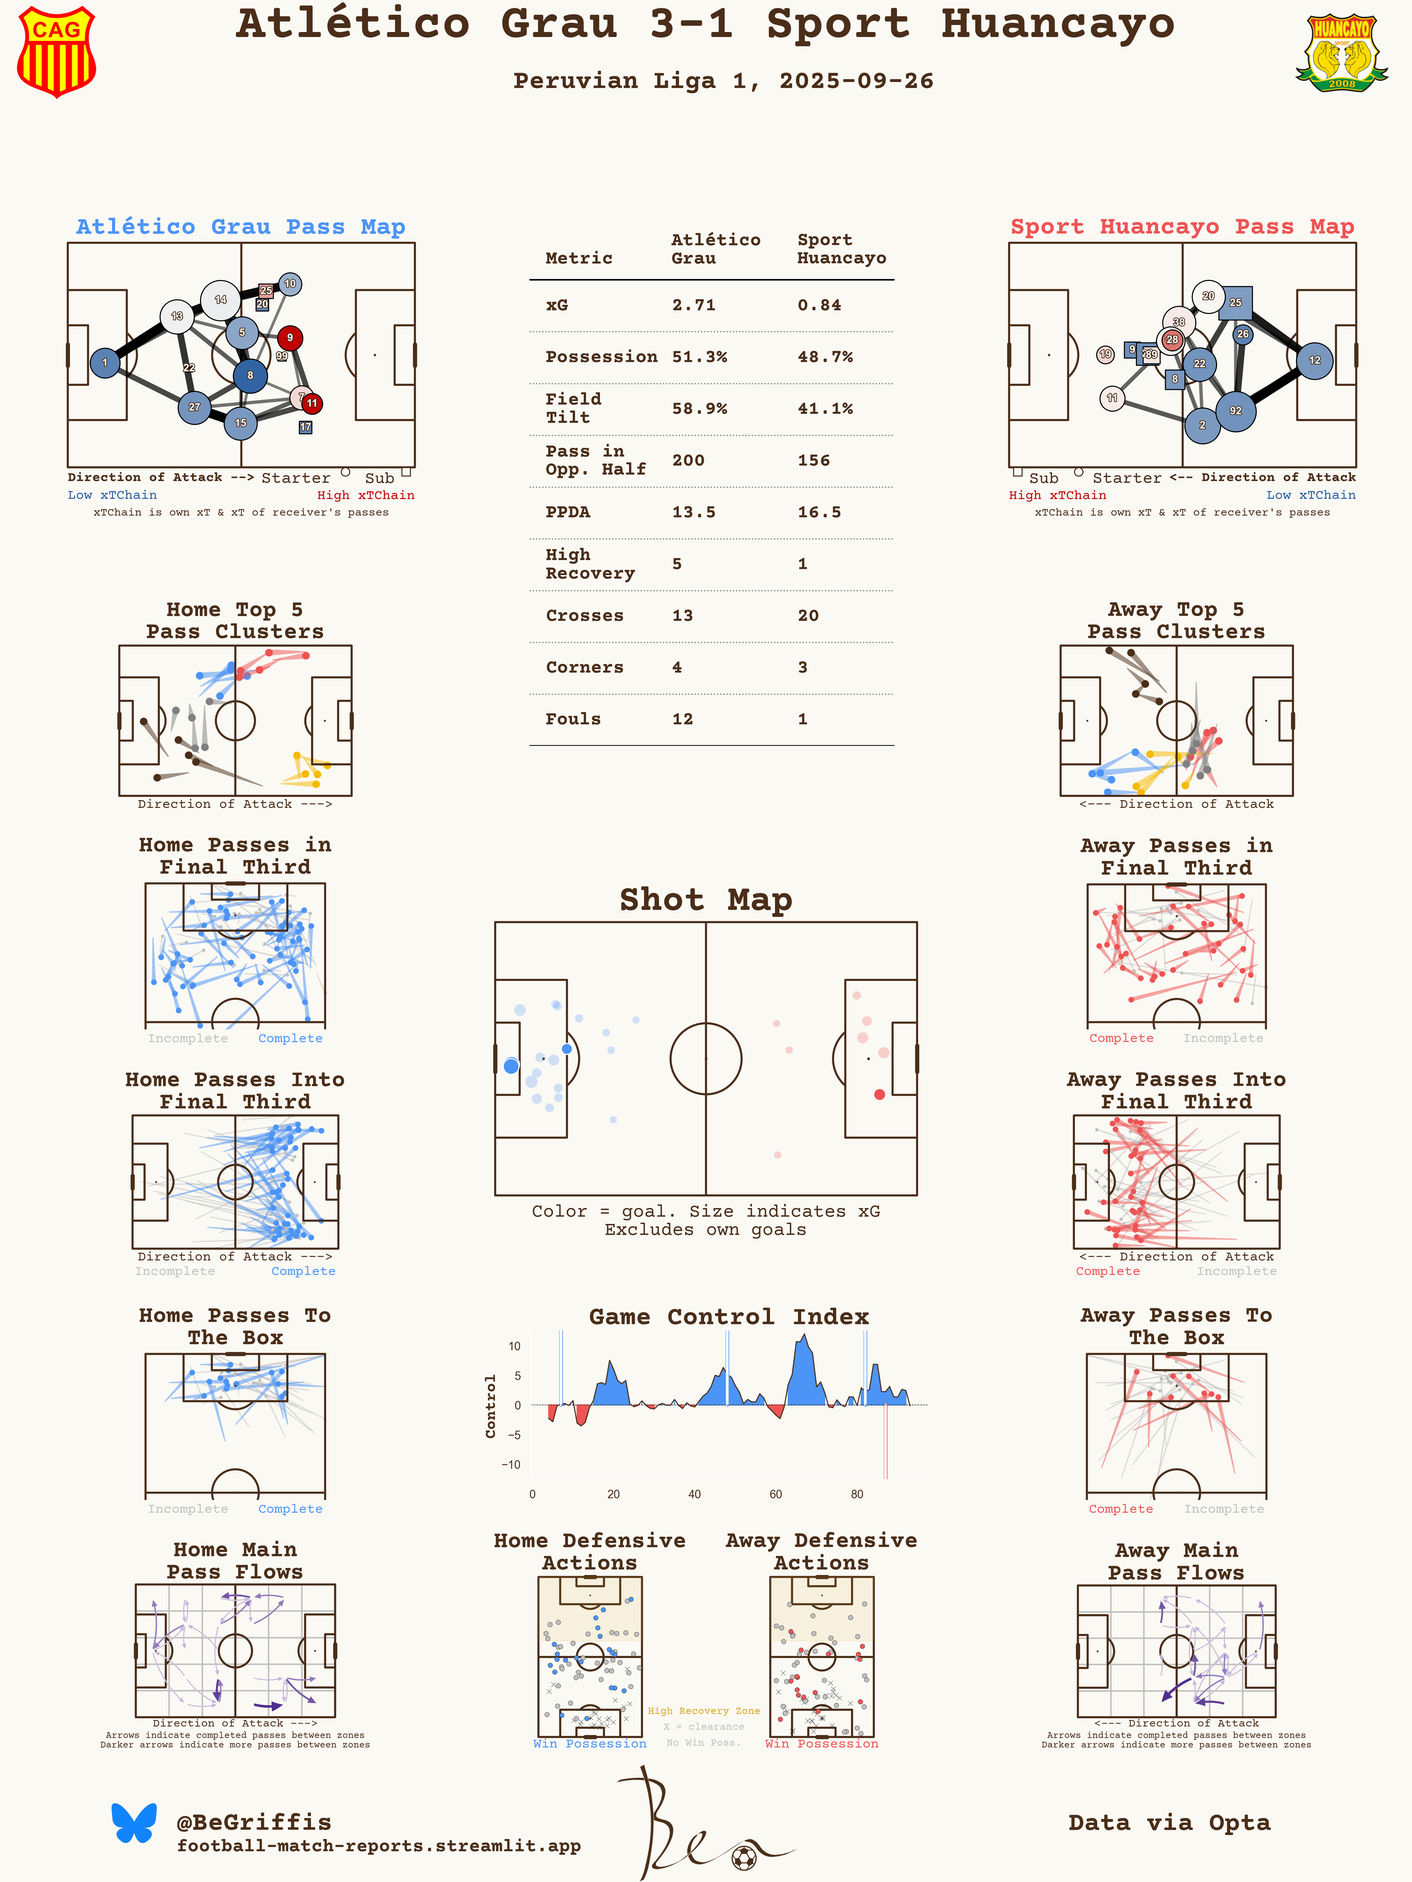 Atlético Grau 3-1 Sport Huancayo
Peruvian Liga 1, 2025-09-26
CAG
HUANCAYO
SPORT
2008
Atlético Grau Pass Map
1
13
14
22
27
5
8
15
10
25
20
9
99
7
11
17
Direction of Attack --> Starter Sub
Low xTChain High xTChain
xTChain is own xT & xT of receiver's passes
Metric Atlético Grau Sport Huancayo
xG 2.71 0.84
Possession 51.3% 48.7%
Field Tilt 58.9% 41.1%
Pass in Opp. Half 200 156
PPDA 13.5 16.5
High Recovery 5 1
Crosses 13 20
Corners 4 3
Fouls 12 1
Sport Huancayo Pass Map
20
25
38
28
26
19
9
89
22
12
8
11
92
2
Sub Starter <-- Direction of Attack
High xTChain Low xTChain
xTChain is own xT & xT of receiver's passes
Home Top 5
Pass Clusters
Direction of Attack --->
Away Top 5
Pass Clusters
<--- Direction of Attack
Home Passes in
Final Third
Incomplete Complete
Away Passes in
Final Third
Complete Incomplete
Shot Map
Color = goal. Size indicates xG
Excludes own goals
Home Passes Into
Final Third
Direction of Attack --->
Incomplete Complete
Away Passes Into
Final Third
<--- Direction of Attack
Complete Incomplete
Home Passes To
The Box
Incomplete Complete
Game Control Index
Control
10
5
0
−5
−10
0 20 40 60 80
Away Passes To
The Box
Complete Incomplete
Home Main
Pass Flows
Direction of Attack --->
Arrows indicate completed passes between zones
Darker arrows indicate more passes between zones
Home Defensive
Actions
Win Possession
High Recovery Zone
X = clearance
No Win Poss.
Away Defensive
Actions
Win Possession
Away Main
Pass Flows
<--- Direction of Attack
Arrows indicate completed passes between zones
Darker arrows indicate more passes between zones
@BeGriffis
football-match-reports.streamlit.app
Ben
Data via Opta